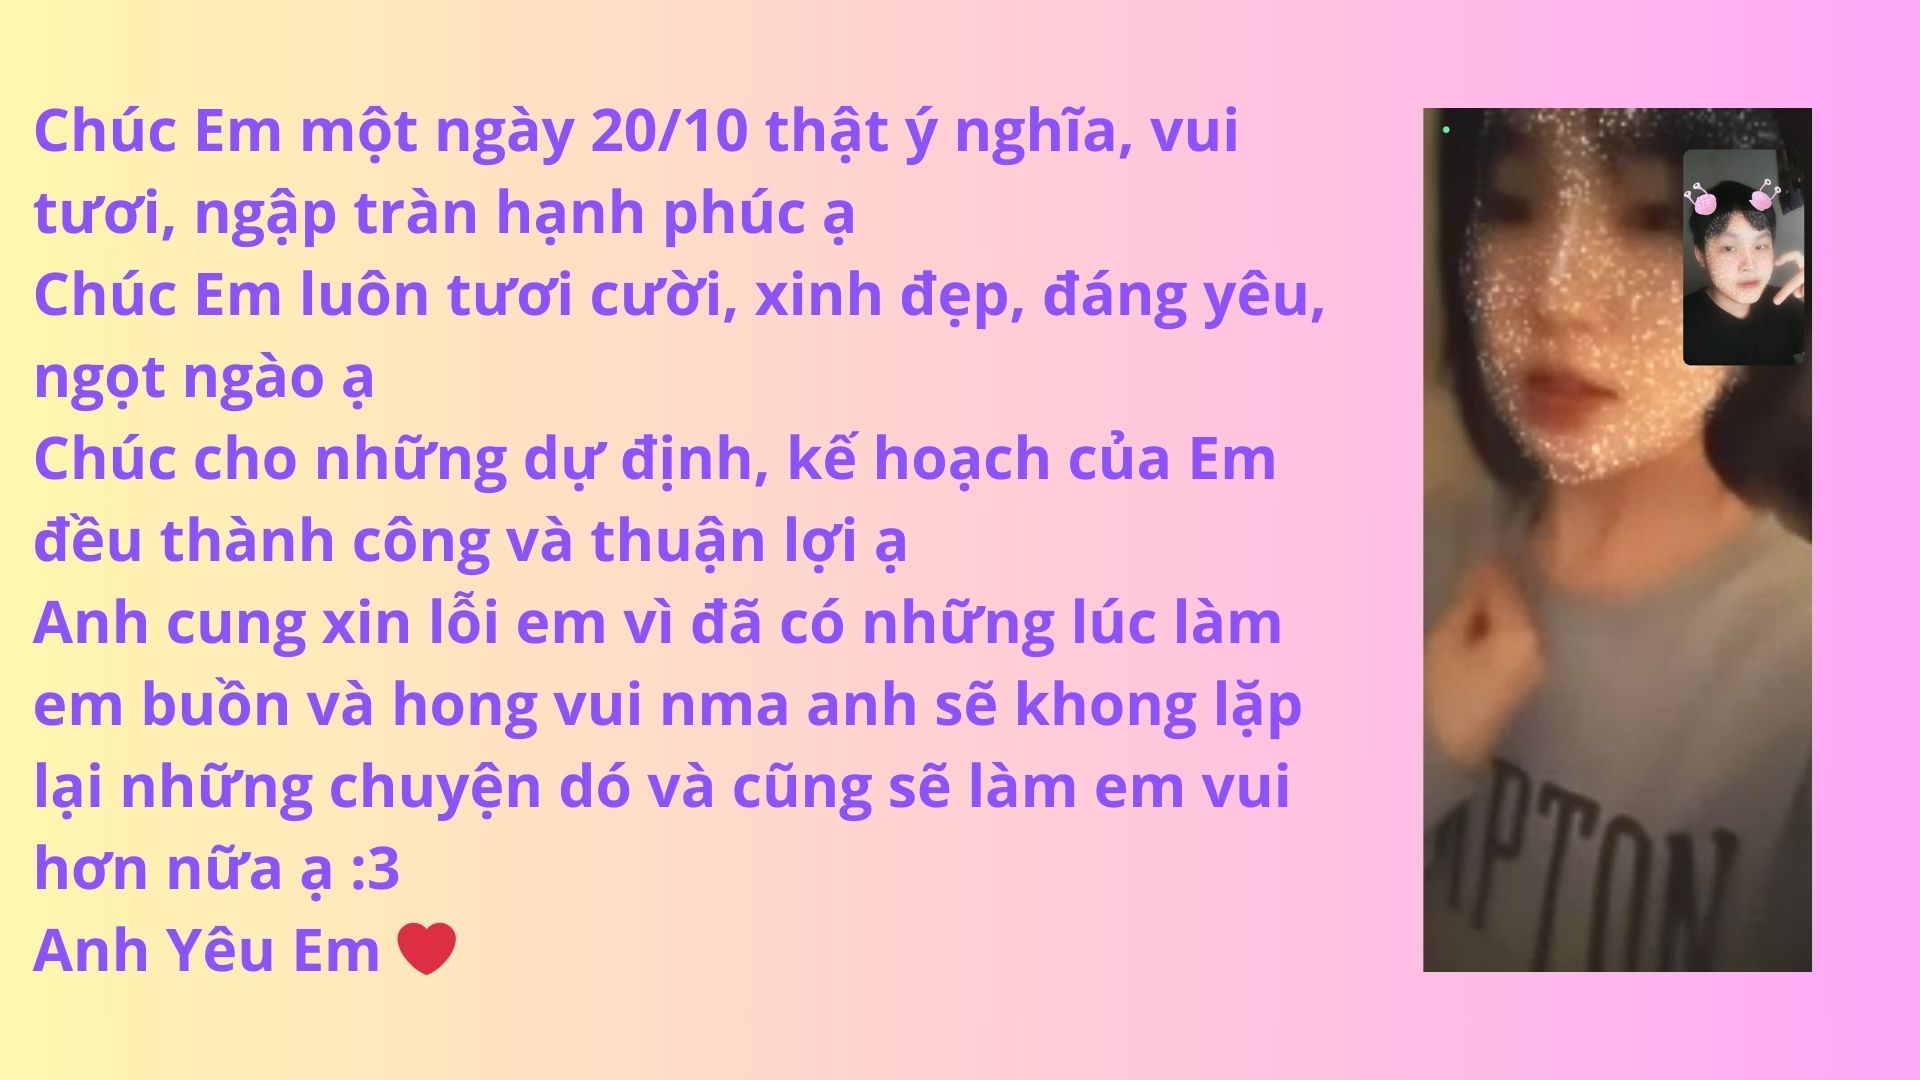 Chúc Em một ngày 20/10 thật ý nghĩa, vui
tươi, ngập tràn hạnh phúc ạ
Chúc Em luôn tươi cười, xinh đẹp, đáng yêu,
ngọt ngào ạ
Chúc cho những dự định, kế hoạch của Em
đều thành công và thuận lợi ạ
Anh cung xin lỗi em vì đã có những lúc làm
em buồn và hong vui nma anh sẽ khong lặp
lại những chuyện dó và cũng sẽ làm em vui
hơn nữa ạ :3
Anh Yêu Em ❤